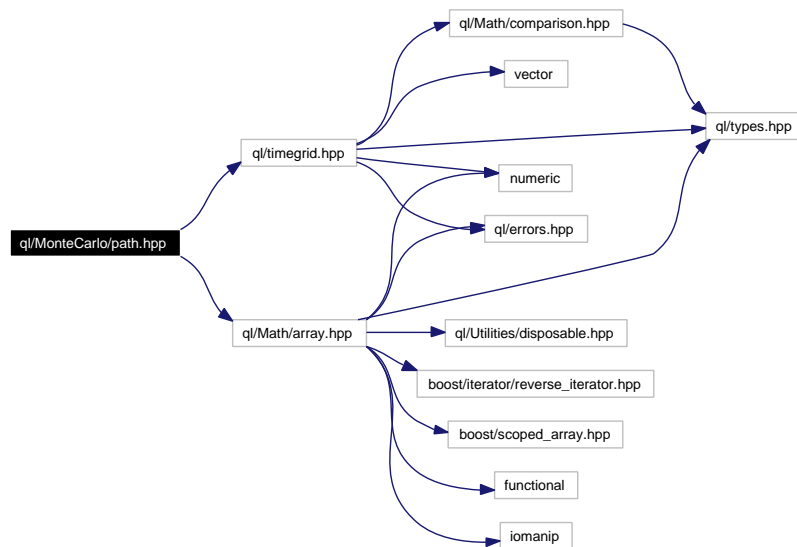 ql/Math/comparison.hpp
vector
ql/types.hpp
ql/timegrid.hpp
numeric
ql/errors.hpp
ql/MonteCarlo/path.hpp
ql/Math/array.hpp
ql/Utilities/disposable.hpp
boost/iterator/reverse_iterator.hpp
boost/scoped_array.hpp
functional
iomanip